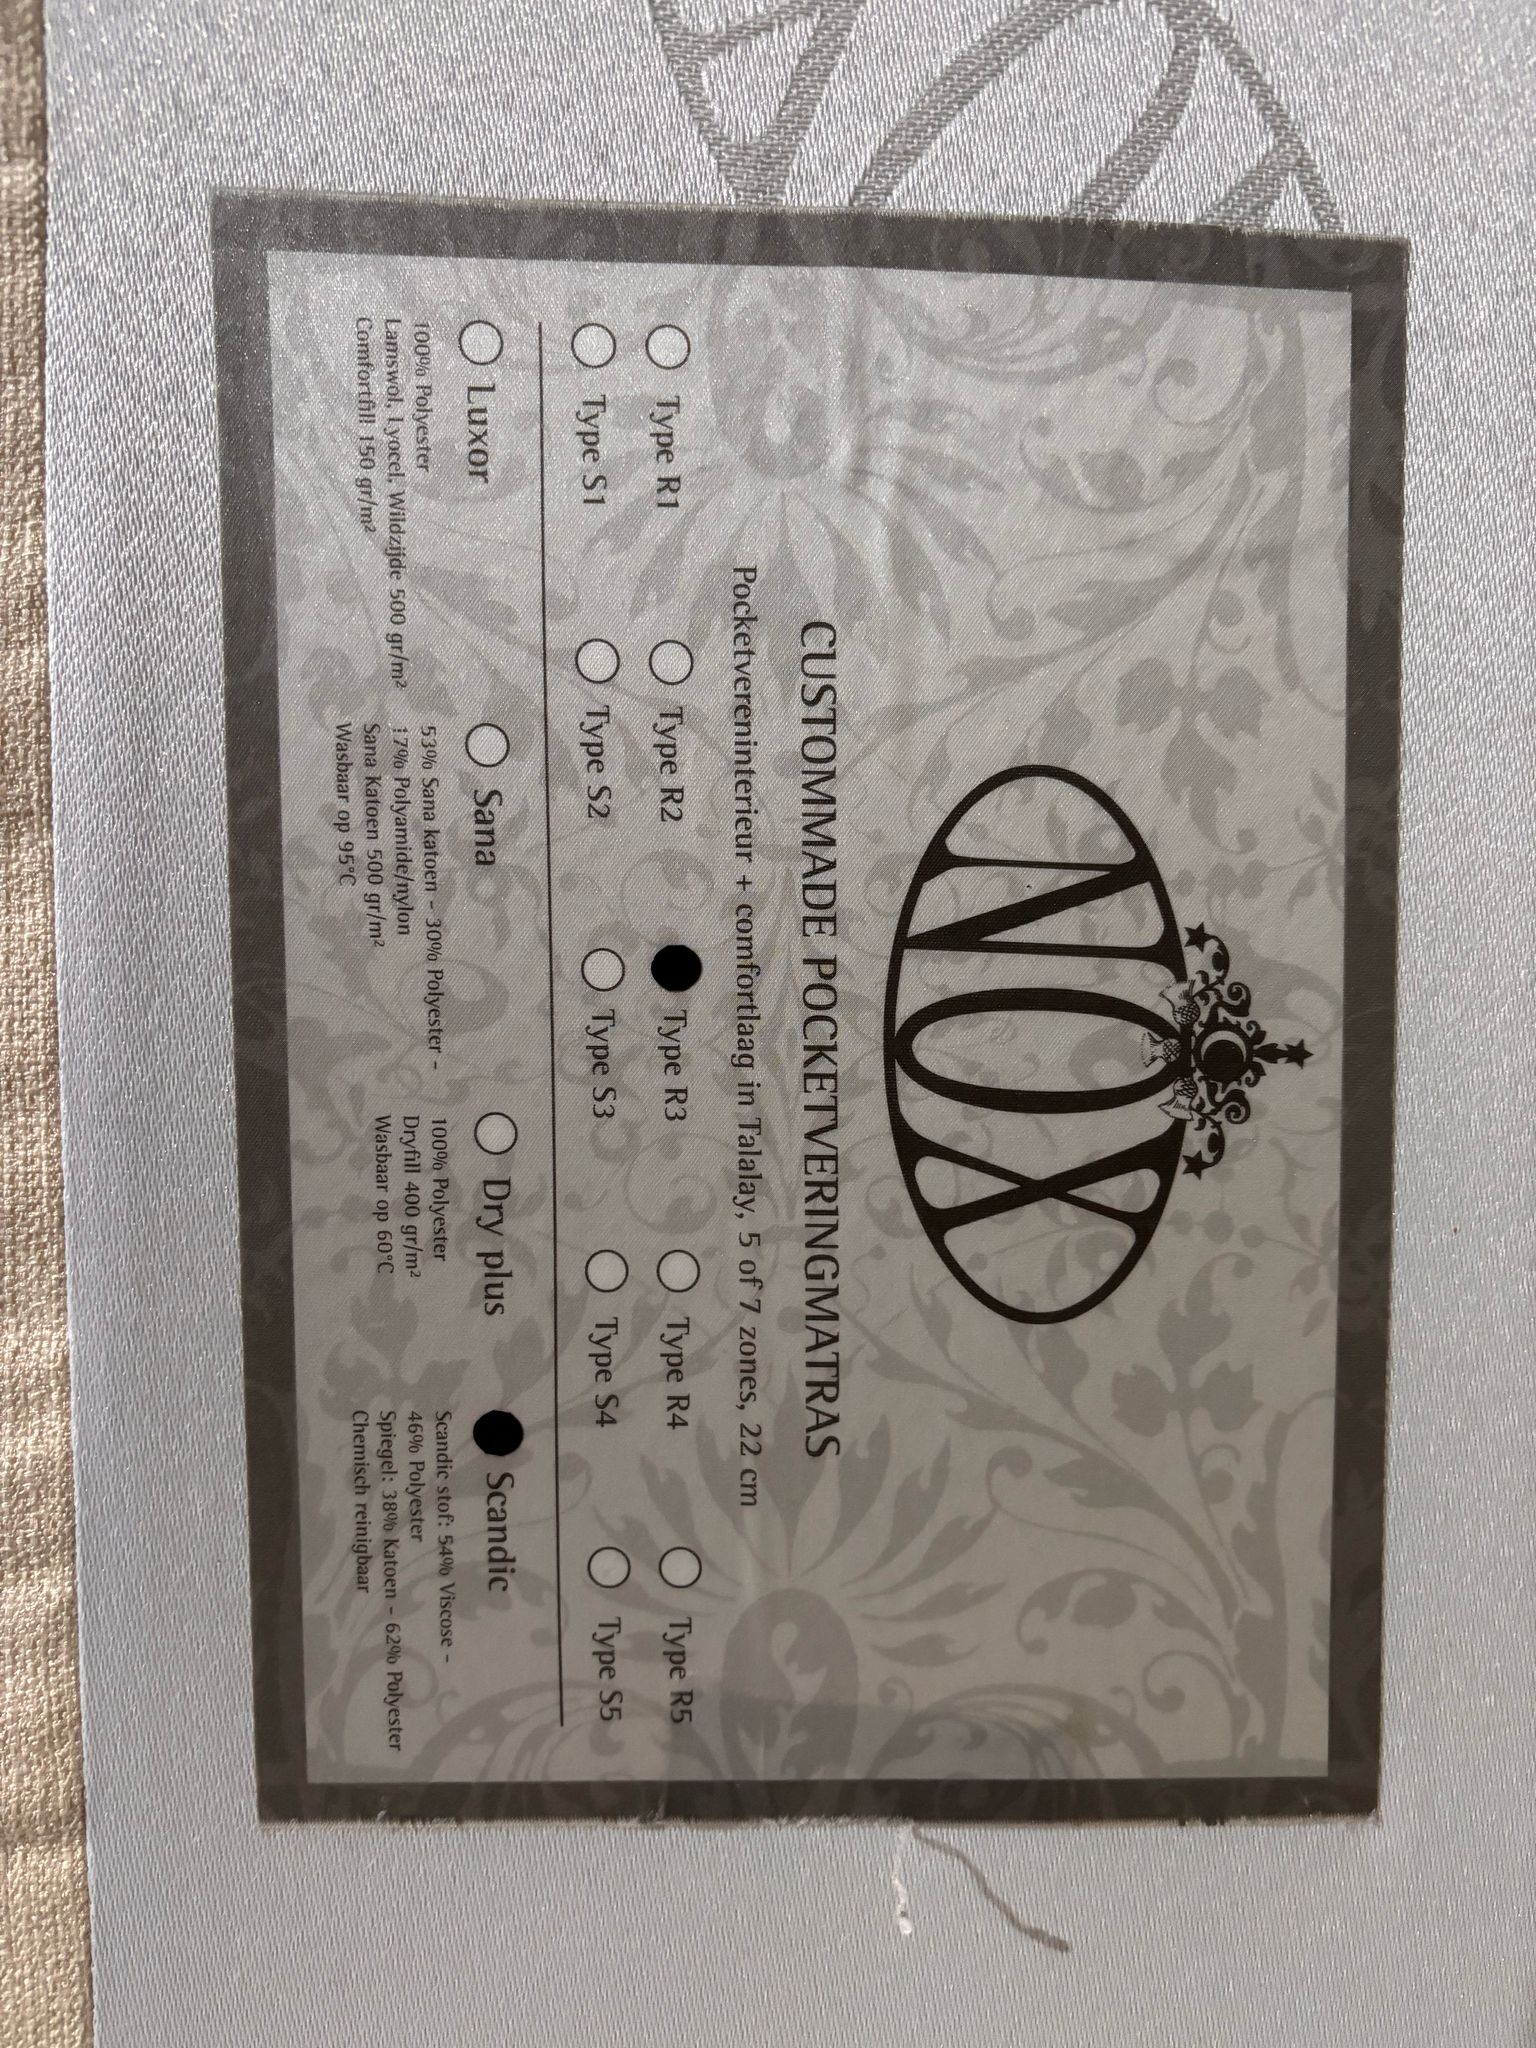 NOX
CUSTOMMADE POCKETVERINGMATRAS
Pocketvereninterieur + comfortlaag in Talalay, 5 of 7 zones, 22 cm
Type R1 Type R2 Type R3 Type R4 Type R5
Type S1 Type S2 Type S3 Type S4 Type S5
Luxor
100% Polyester
Lamswol, Lyocel, Wildzijde 500 gr/m²
Comfortfill 150 gr/m²
Sana
53% Sana katoen – 30% Polyester –
17% Polyamide/nylon
Sana Katoen 500 gr/m²
Wasbaar op 95°C
Dry plus
100% Polyester
Dryfill 400 gr/m²
Wasbaar op 60°C
Scandic
Scandic stof: 54% Viscose –
46% Polyester
Spiegel: 38% Katoen – 62% Polyester
Chemisch reinigbaar